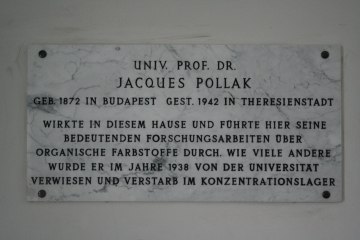 UNIV. PROF. DR.
JACQUES POLLAK
GEB. 1872 IN BUDAPEST GEST. 1942 IN THERESIENSTADT
WIRKTE IN DIESEM HAUSE UND FÜHRTE HIER SEINE
BEDEUTENDEN FORSCHUNGSARBEITEN ÜBER
ORGANISCHE FARBSTOFFE DURCH. WIE VIELE ANDERE
WURDE ER IM JAHRE 1938 VON DER UNIVERSITÄT
VERWIESEN UND VERSTARB IM KONZENTRATIONSLAGER